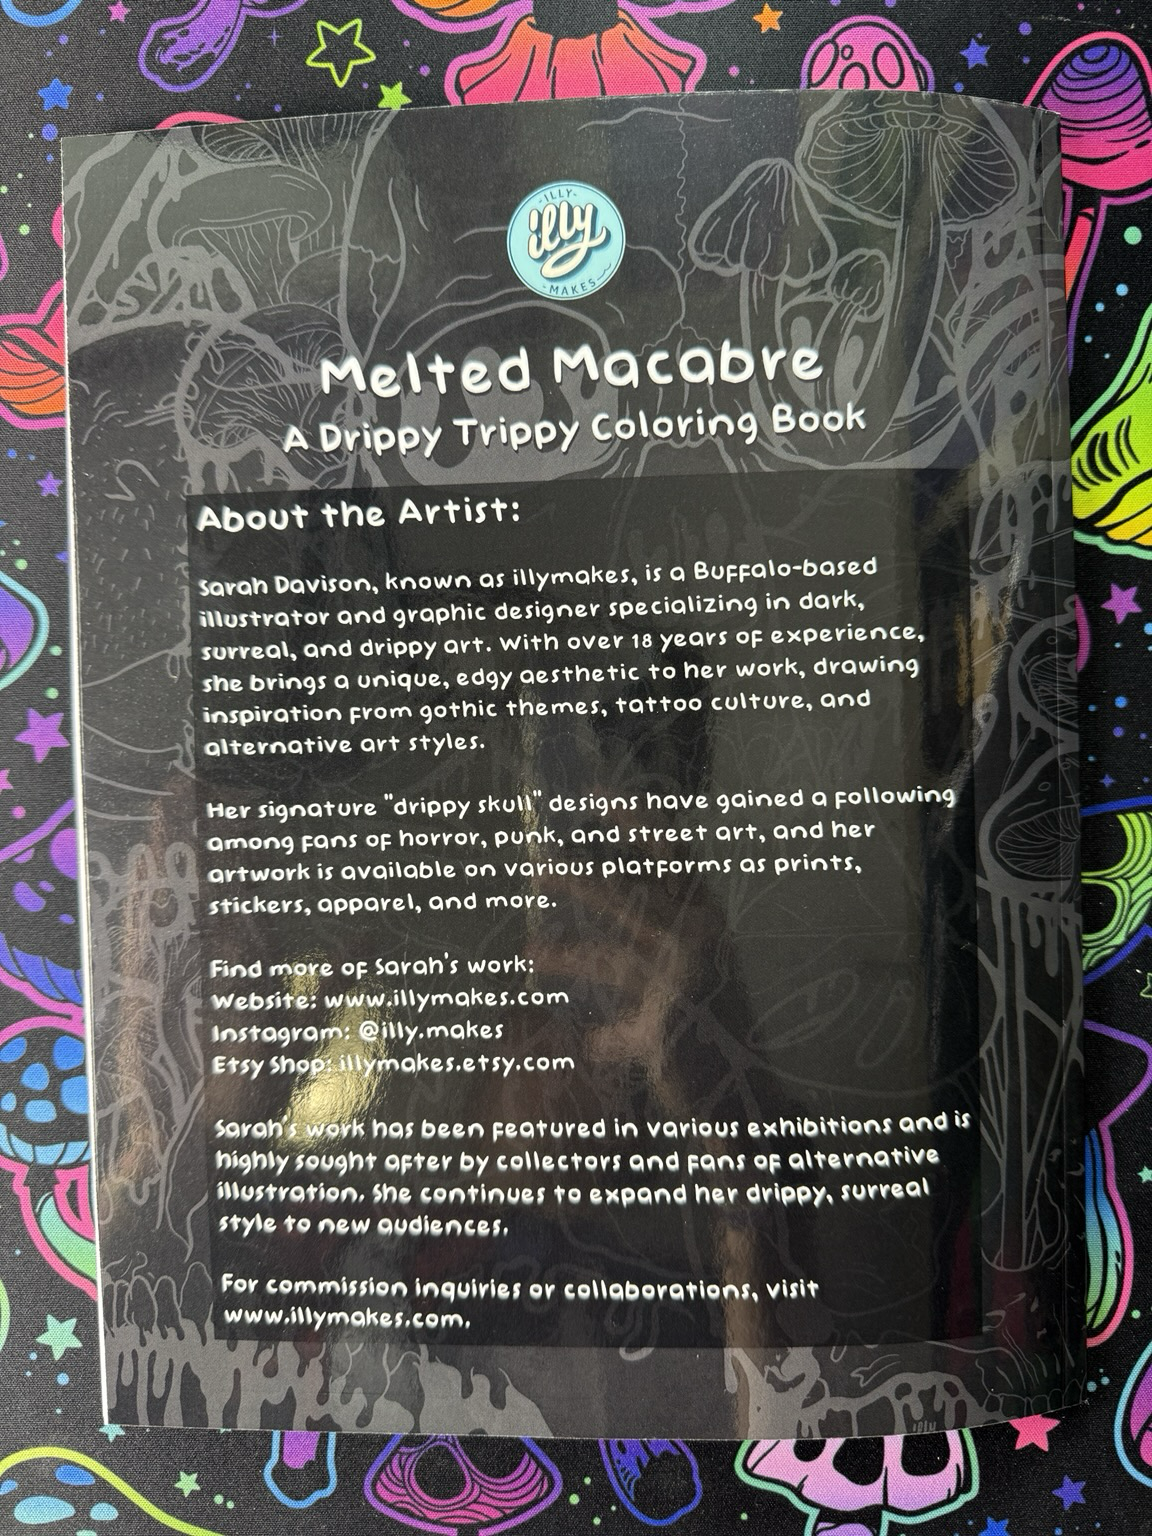 ILLY
illy
MAKES
Melted Macabre
A Drippy Trippy Coloring Book
About the Artist:
Sarah Davison, known as illymakes, is a Buffalo-based
illustrator and graphic designer specializing in dark,
surreal, and drippy art. With over 18 years of experience,
she brings a unique, edgy aesthetic to her work, drawing
inspiration from gothic themes, tattoo culture, and
alternative art styles.
Her signature "drippy skull" designs have gained a following
among fans of horror, punk, and street art, and her
artwork is available on various platforms as prints,
stickers, apparel, and more.
Find more of Sarah's work:
Website: www.illymakes.com
Instagram: @illy.makes
Etsy Shop: illymakes.etsy.com
Sarah's work has been featured in various exhibitions and is
highly sought after by collectors and fans of alternative
illustration. She continues to expand her drippy, surreal
style to new audiences.
For commission inquiries or collaborations, visit
www.illymakes.com.
illy